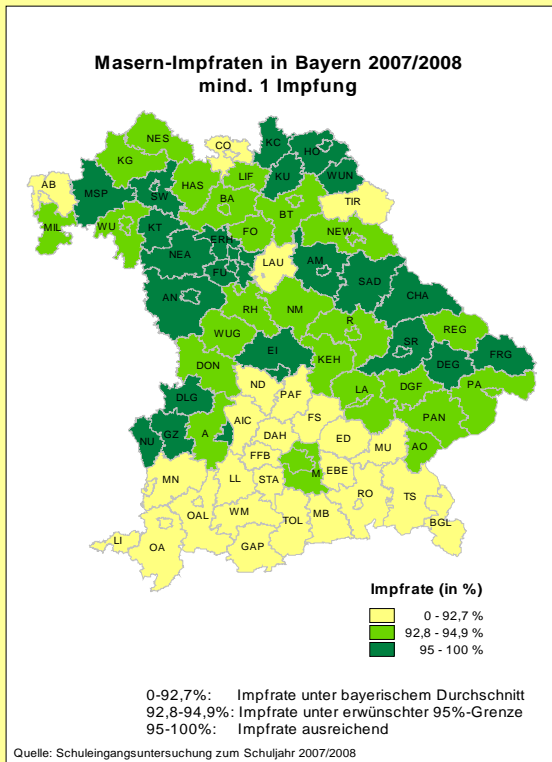 Masern-Impfraten in Bayern 2007/2008
mind. 1 Impfung
NES
CO
KC
HO
KG
AB
MSP
SW
HAS
LIF
KU
WUN
BA
TIR
MIL
WU
KT
BT
ERH
FO
NEW
NEA
FU
LAU
AM
SAD
CHA
AN
RH
NM
R
REG
WUG
EI
SR
KEH
DEG
FRG
DON
ND
PAF
LA
DGF
PA
DLG
AIC
FS
PAN
NU
GZ
A
DAH
ED
MU
AO
FFB
MN
LL
STA
M
EBE
RO
TS
OAL
WM
TOL
MB
BGL
LI
OA
GAP
Impfrate (in %)
0 - 92,7 %
92,8 - 94,9 %
95 - 100 %
0-92,7%: Impfrate unter bayerischem Durchschnitt
92,8-94,9%: Impfrate unter erwünschter 95%-Grenze
95-100%: Impfrate ausreichend
Quelle: Schuleingangsuntersuchung zum Schuljahr 2007/2008